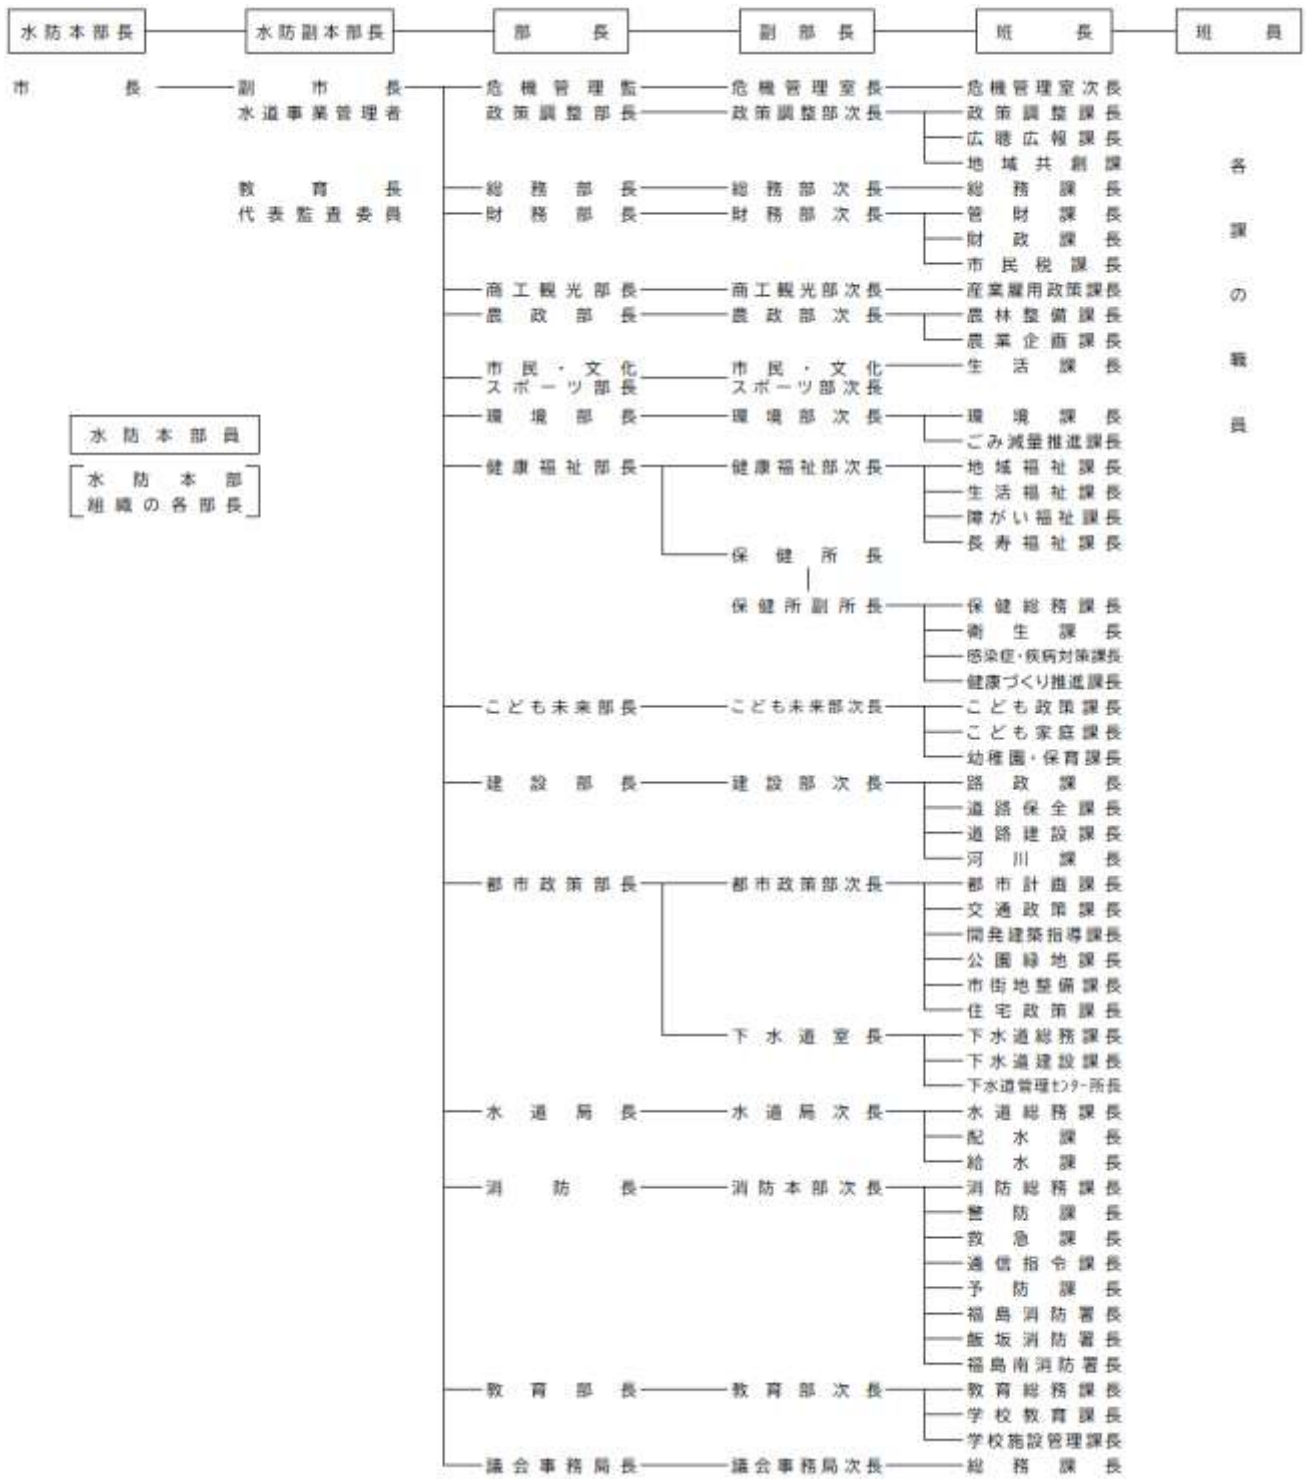 水防本部長 水防副本部長 部長 副部長 班長 班員
市長 副市長 危機管理監 危機管理室長 危機管理室次長
水道事業管理者 政策調整部長 政策調整部次長 政策調整課長
広聴広報課長
地域共創課
教育長 総務部長 総務部次長 総務課長
代表監査委員 財務部長 財務部次長 管財課長
財政課長
市民税課長
商工観光部長 商工観光部次長 産業雇用政策課長
農政部長 農政部次長 農林整備課長
農業企画課長
市民・文化 市民・文化 生活課長
スポーツ部長 スポーツ部次長
環境部長 環境部次長 環境課長
ごみ減量推進課長
各課の職員
水防本部員
水防本部
組織の各部長
健康福祉部長 健康福祉部次長 地域福祉課長
生活福祉課長
障がい福祉課長
長寿福祉課長
保健所長
保健所副所長 保健総務課長
衛生課長
感染症・疾病対策課長
健康づくり推進課長
こども未来部長 こども未来部次長 こども政策課長
こども家庭課長
幼稚園・保育課長
建設部長 建設部次長 路政課長
道路保全課長
道路建設課長
河川課長
都市政策部長 都市政策部次長 都市計画課長
交通政策課長
開発建築指導課長
公園緑地課長
市街地整備課長
住宅政策課長
下水道室長 下水道総務課長
下水道建設課長
下水道管理センター所長
水道局長 水道局次長 水道総務課長
配水課長
給水課長
消防長 消防本部次長 消防総務課長
警防課長
救急課長
通信指令課長
予防課長
福島消防署長
飯坂消防署長
福島南消防署長
教育部長 教育部次長 教育総務課長
学校教育課長
学校施設管理課長
議会事務局長 議会事務局次長 総務課長